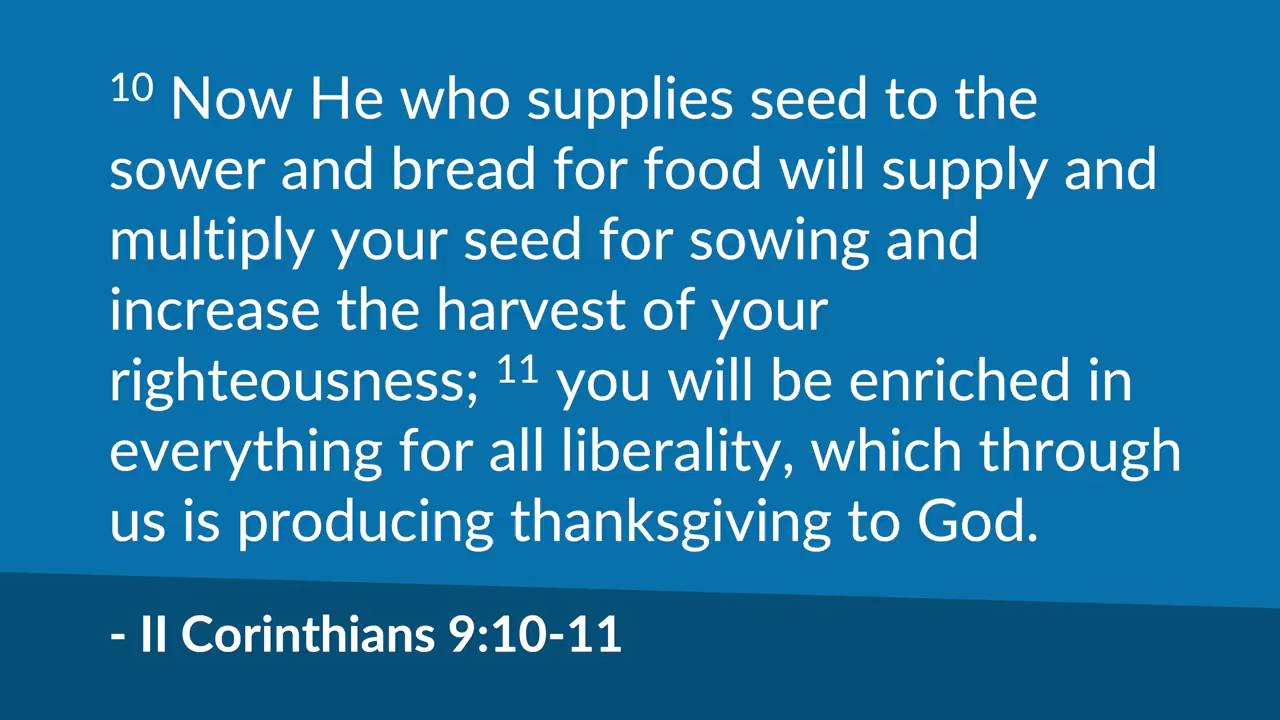 10 Now He who supplies seed to the
sower and bread for food will supply and
multiply your seed for sowing and
increase the harvest of your
righteousness; 11 you will be enriched in
everything for all liberality, which through
us is producing thanksgiving to God.
- II Corinthians 9:10-11